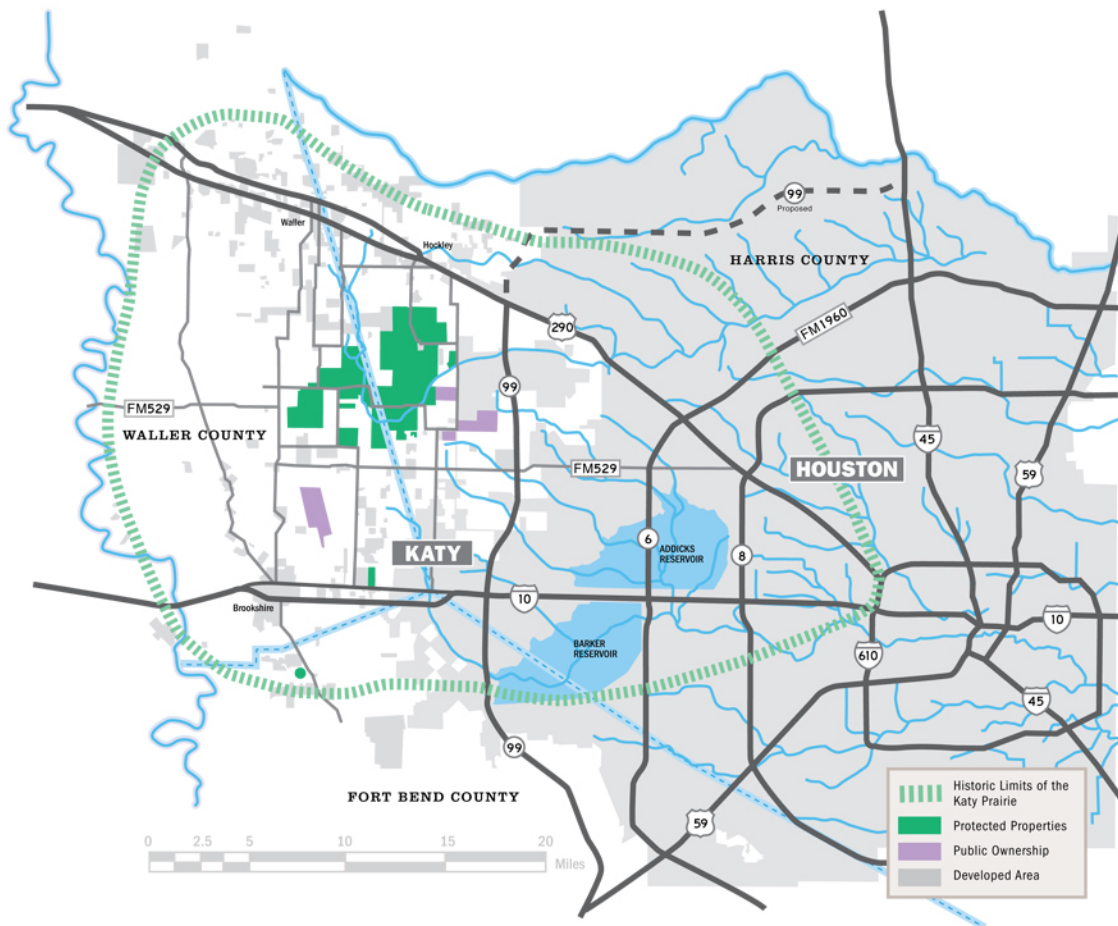 99
Proposed
Waller
Hockley
HARRIS COUNTY
290
FM1960
99
FM529
WALLER COUNTY
45
HOUSTON
FM529
59
6
ADDICKS
RESERVOIR
8
KATY
10
Brookshire
10
BARKER
RESERVOIR
610
45
99
FORT BEND COUNTY
59
0
2.5
5
10
20
Miles
Historic Limits of the
Katy Prairie
Protected Properties
Public Ownership
Developed Area